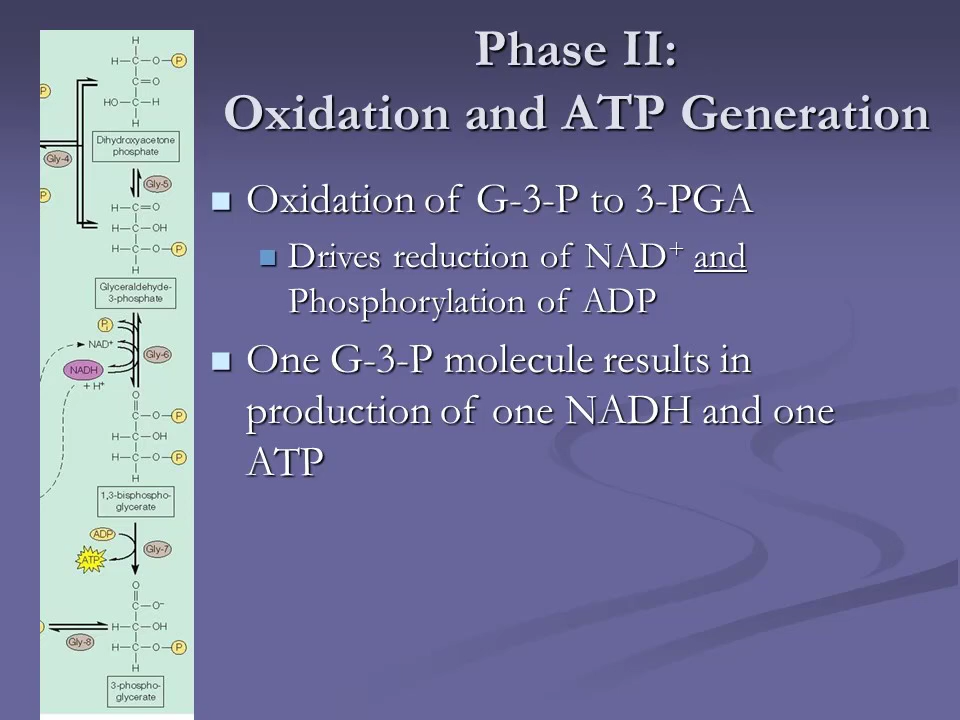 Phase II:
Oxidation and ATP Generation
Oxidation of G-3-P to 3-PGA
Drives reduction of NAD⁺ and
Phosphorylation of ADP
One G-3-P molecule results in
production of one NADH and one
ATP
H
H—C—O—P
P
C=O
HO—C—H
H
Dihydroxyacetone
phosphate
Gly-4
Gly-5
P
H—C=O
H—C—OH
H—C—O—P
H
Glyceraldehyde-
3-phosphate
Pi
NAD⁺
Gly-6
NADH
+ H⁺
O
C—O—P
H—C—OH
H—C—O—P
H
1,3-bisphospho-
glycerate
ADP
Gly-7
ATP
O
C—O⁻
H—C—OH
Gly-8
H—C—O—P
H
3-phospho-
glycerate